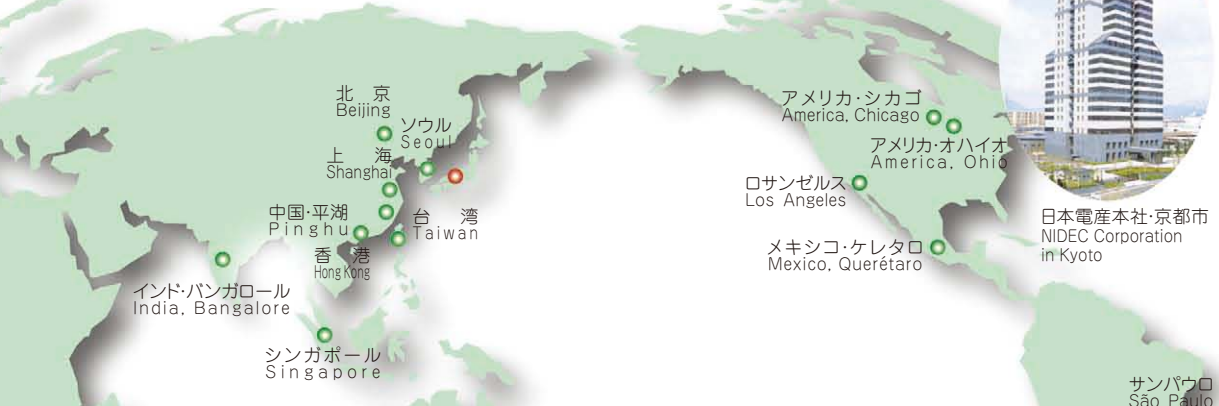 北 京
Beijing
ソウル
Seoul
上 海
Shanghai
中国･平湖
Pinghu
台 湾
Taiwan
香 港
Hong Kong
インド･バンガロール
India, Bangalore
シンガポール
Singapore
アメリカ･シカゴ
America, Chicago
アメリカ･オハイオ
America, Ohio
ロサンゼルス
Los Angeles
メキシコ･ケレタロ
Mexico, Querétaro
日本電産本社･京都市
NIDEC Corporation
in Kyoto
サンパウロ
São Paulo